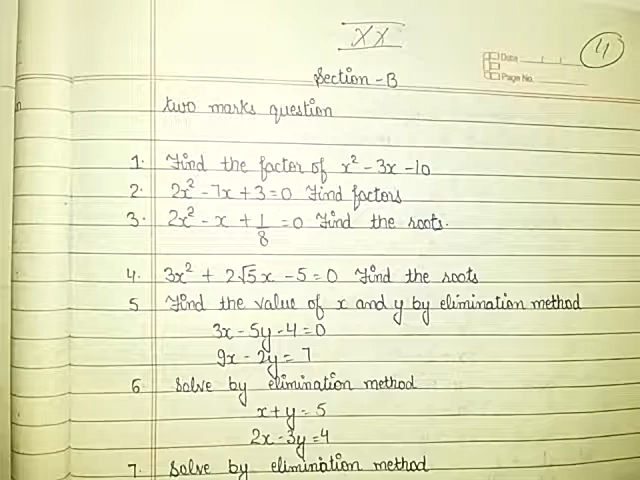 XX
4
Date
Page No.
Section - B
two marks question
1. Find the factor of x² - 3x - 10
2. 2x² - 7x + 3 = 0 Find factors
3. 2x² - x + 1/8 = 0 Find the roots.
4. 3x² + 2√5x - 5 = 0 Find the roots
5 Find the value of x and y by elimination method
3x - 5y - 4 = 0
9x - 2y = 7
6 Solve by elimination method
x + y = 5
2x - 3y = 4
7. Solve by elimination method